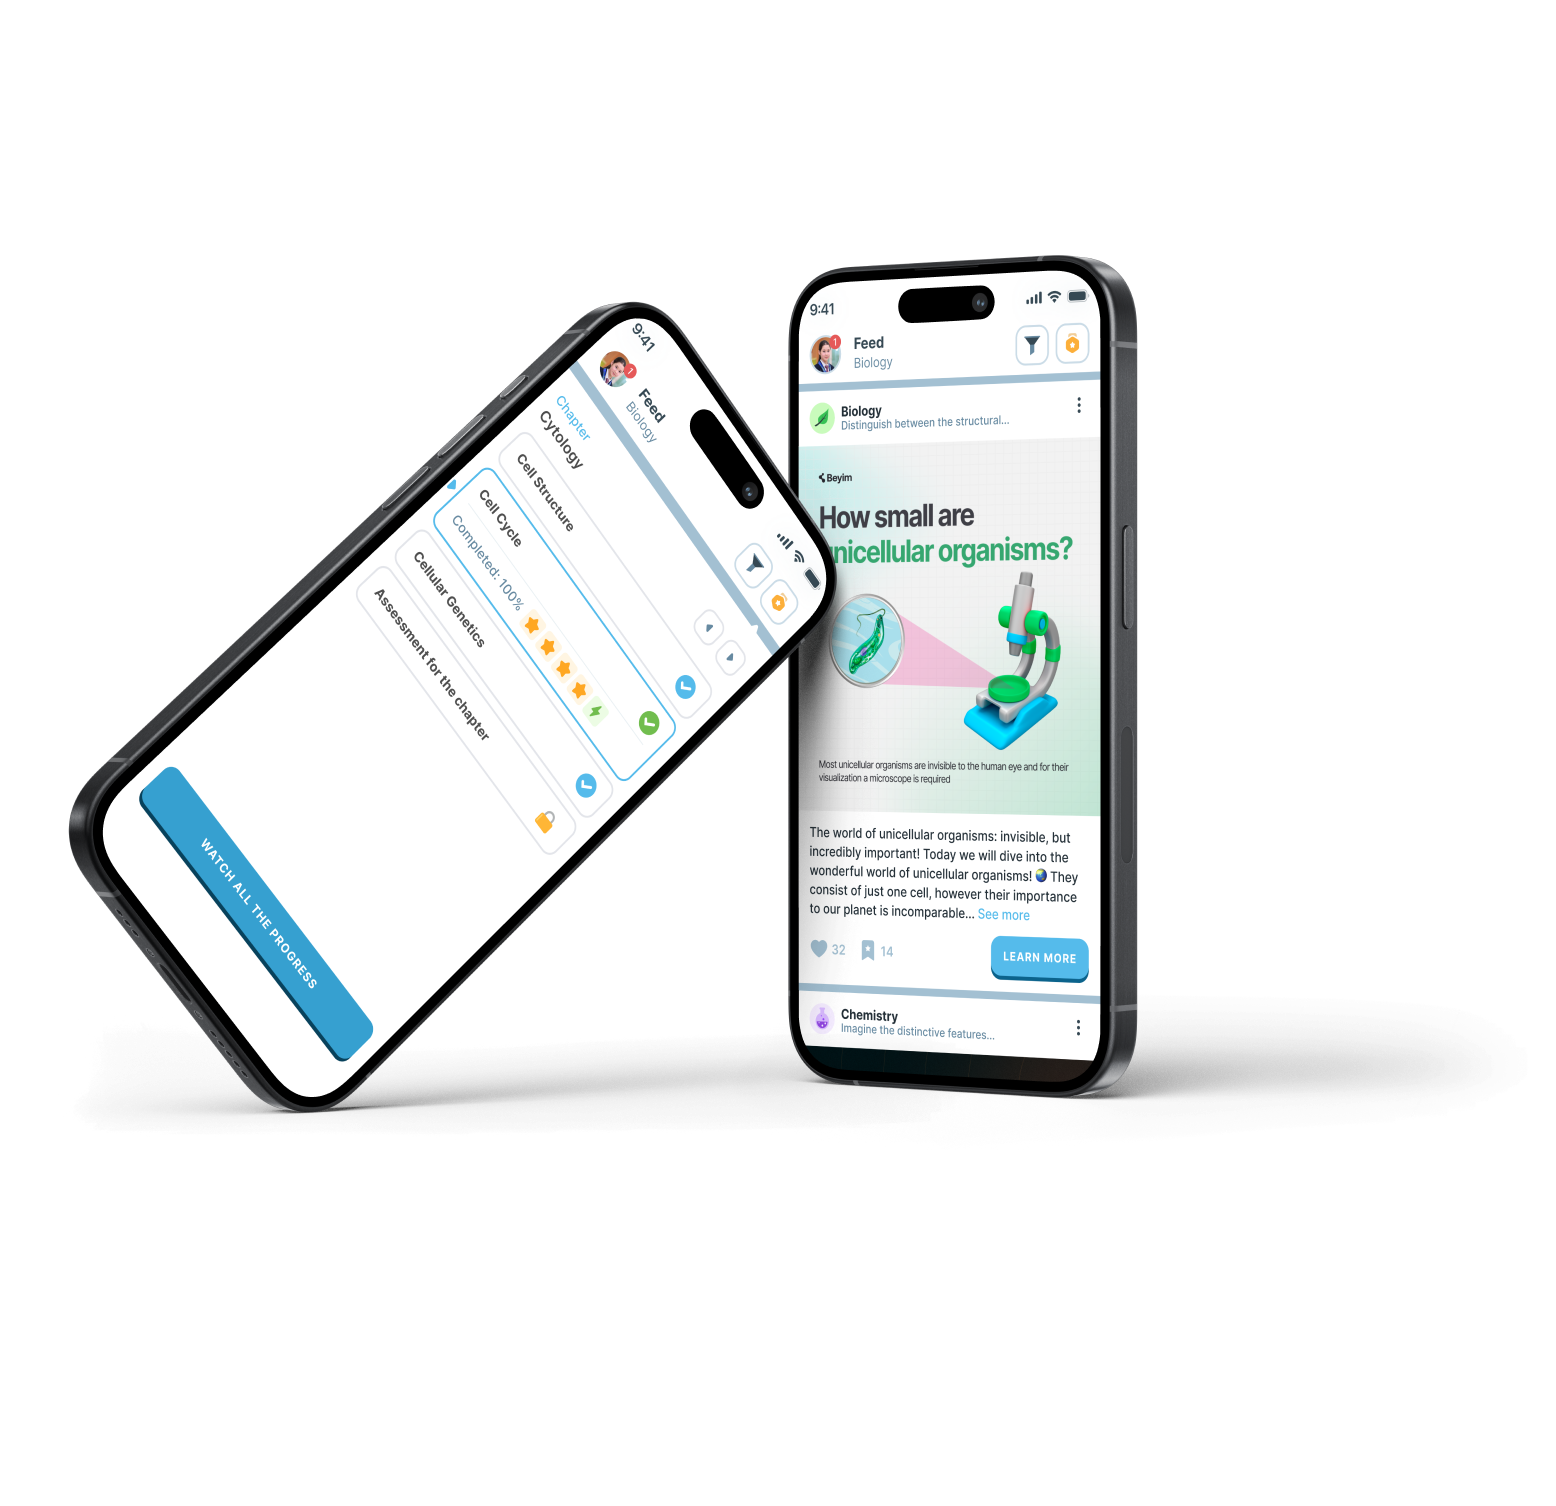 9:41
1
Feed
Biology
Chapter
Cytology
Cell Structure
Cell Cycle
Completed: 100%
Cellular Genetics
Assessment for the chapter
WATCH ALL THE PROGRESS
9:41
1
Feed
Biology
Biology
Distinguish between the structural...
Beyim
How small are
unicellular organisms?
Most unicellular organisms are invisible to the human eye and for their
visualization a microscope is required
The world of unicellular organisms: invisible, but
incredibly important! Today we will dive into the
wonderful world of unicellular organisms! 🌏 They
consist of just one cell, however their importance
to our planet is incomparable... See more
32
14
LEARN MORE
Chemistry
Imagine the distinctive features...